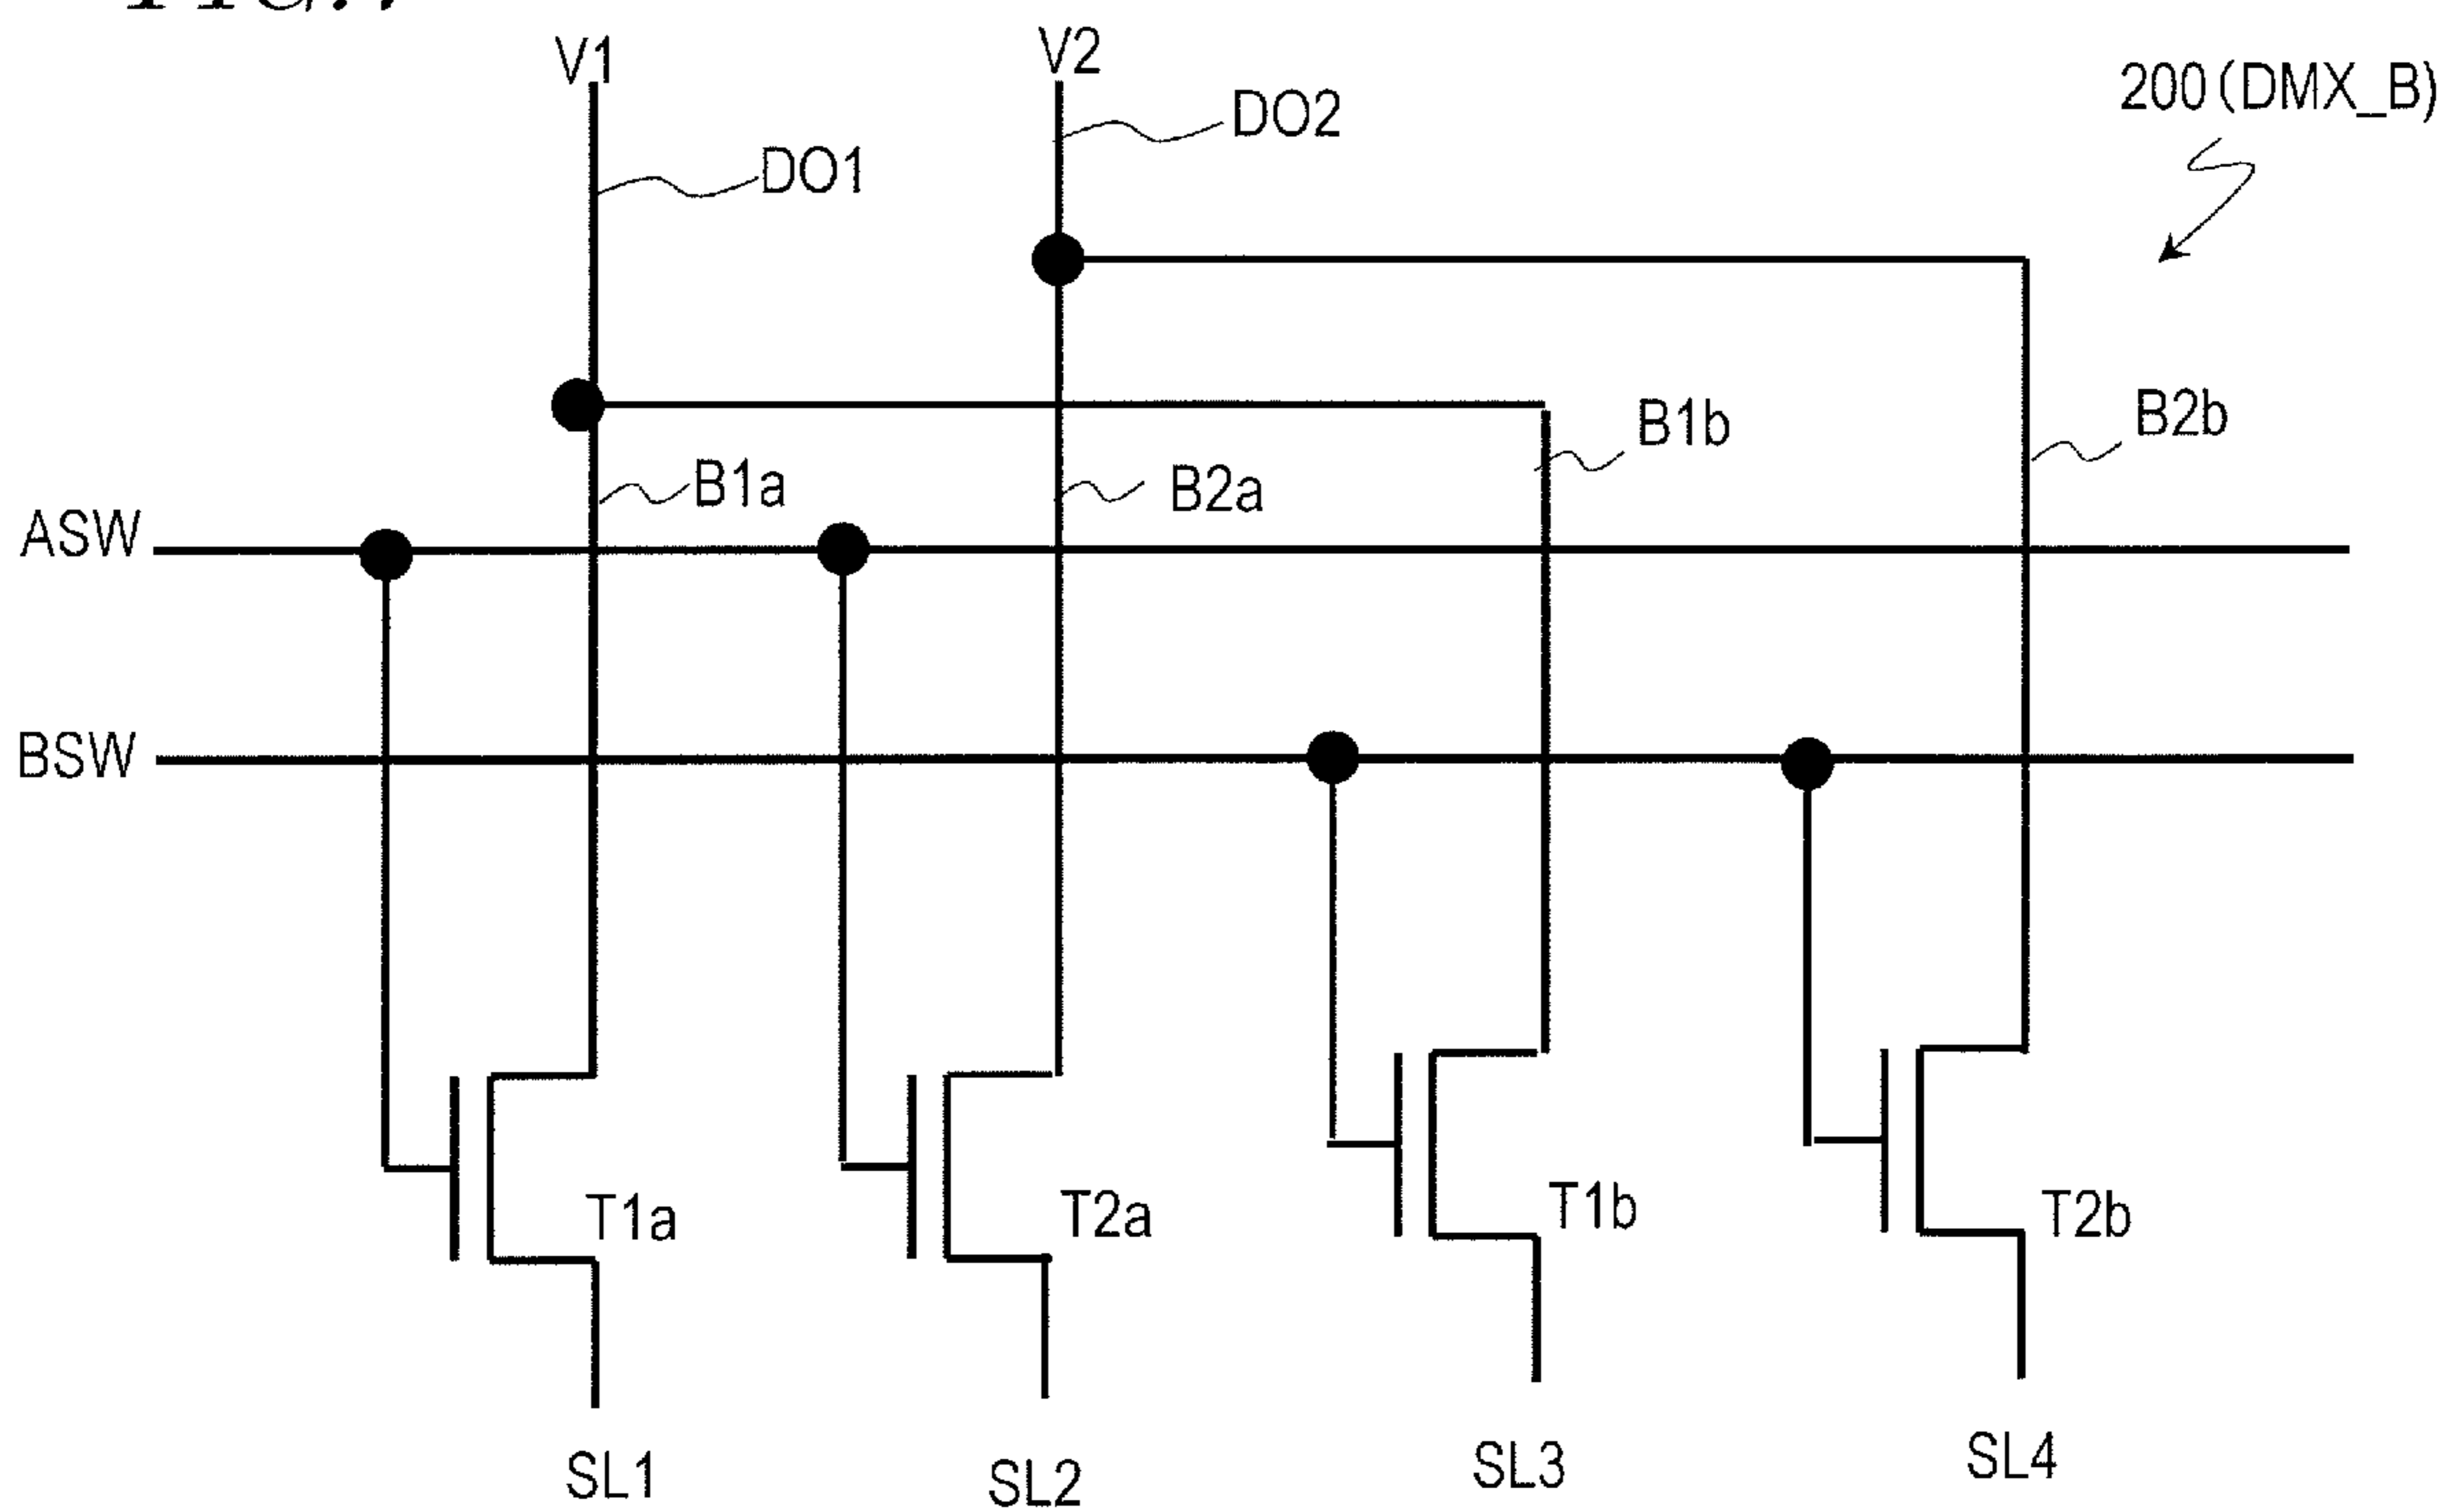 V1
V2
200(DMX_B)
DO2
DO1
B1b
B2b
B1a
B2a
ASW
BSW
T1a
T2a
T1b
T2b
SL1
SL2
SL3
SL4